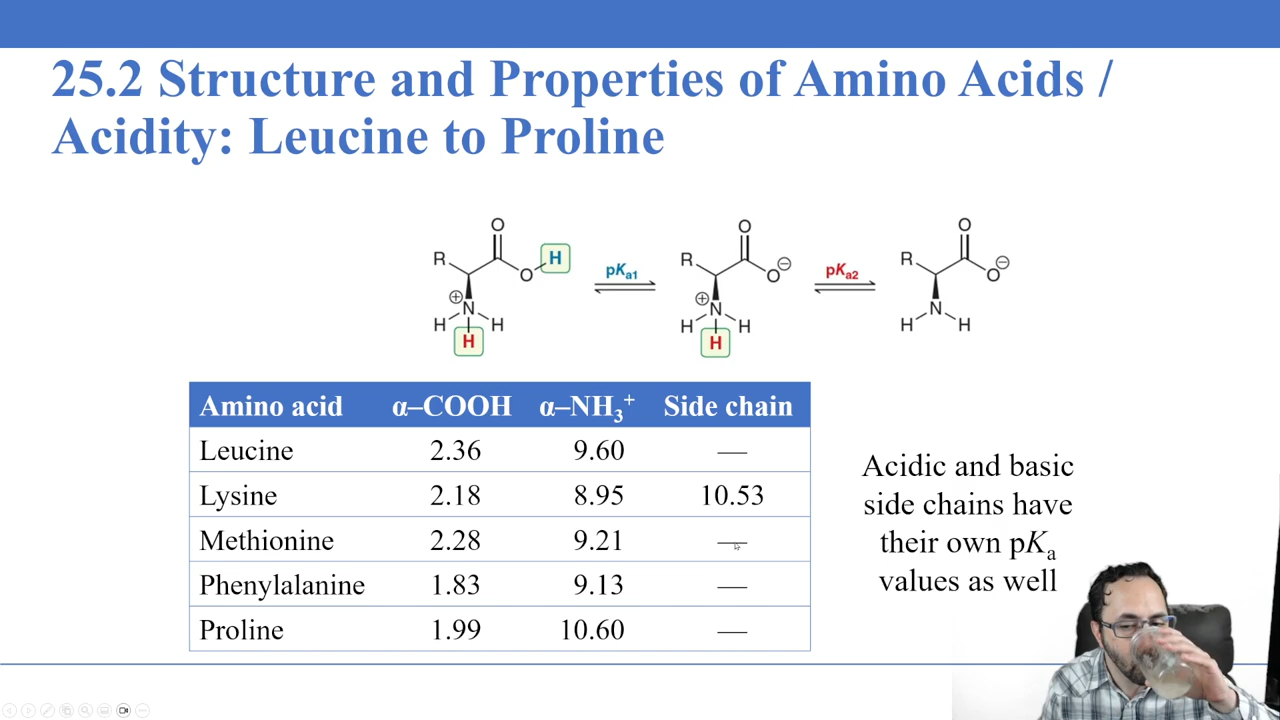 25.2 Structure and Properties of Amino Acids /
Acidity: Leucine to Proline
R O O H
⊕ N H H H
pKa1
R O O ⊖
⊕ N H H H
pKa2
R O O ⊖
N H H
Amino acid α–COOH α–NH₃⁺ Side chain
Leucine 2.36 9.60 —
Lysine 2.18 8.95 10.53
Methionine 2.28 9.21 —
Phenylalanine 1.83 9.13 —
Proline 1.99 10.60 —
Acidic and basic
side chains have
their own pKa
values as well